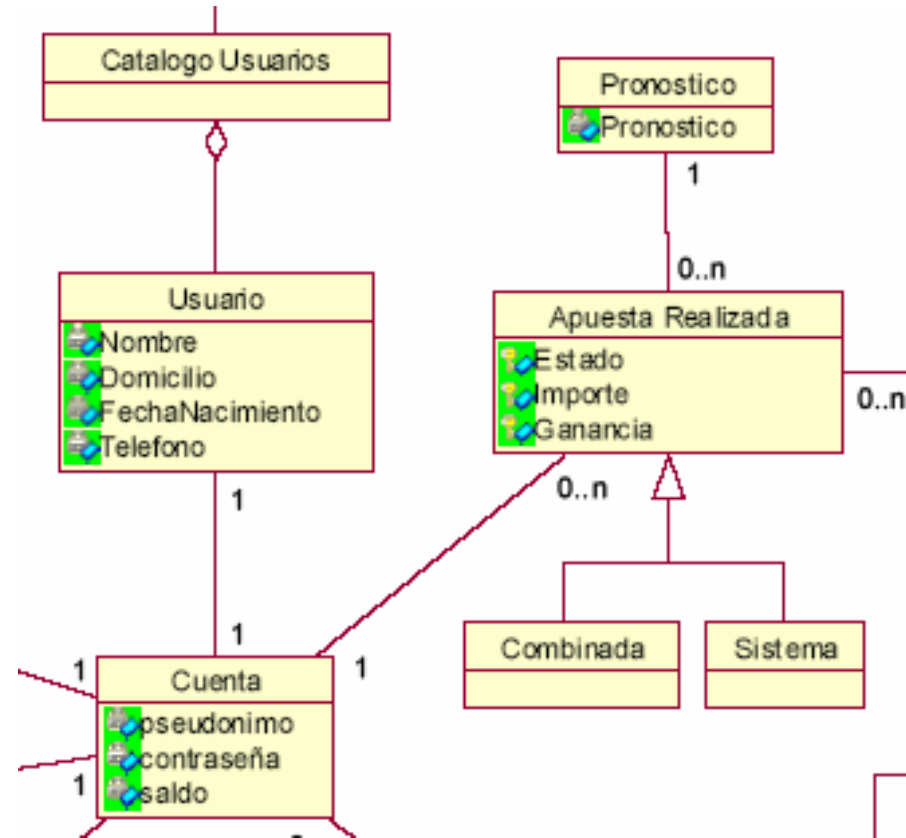 Catalogo Usuarios
Pronostico
Pronostico
1
0..n
Usuario
Nombre
Domicilio
FechaNacimiento
Telefono
Apuesta Realizada
Estado
Importe
Ganancia
0..n
1
0..n
1
1
1
Cuenta
pseudonimo
contraseña
saldo
1
Combinada
Sistema